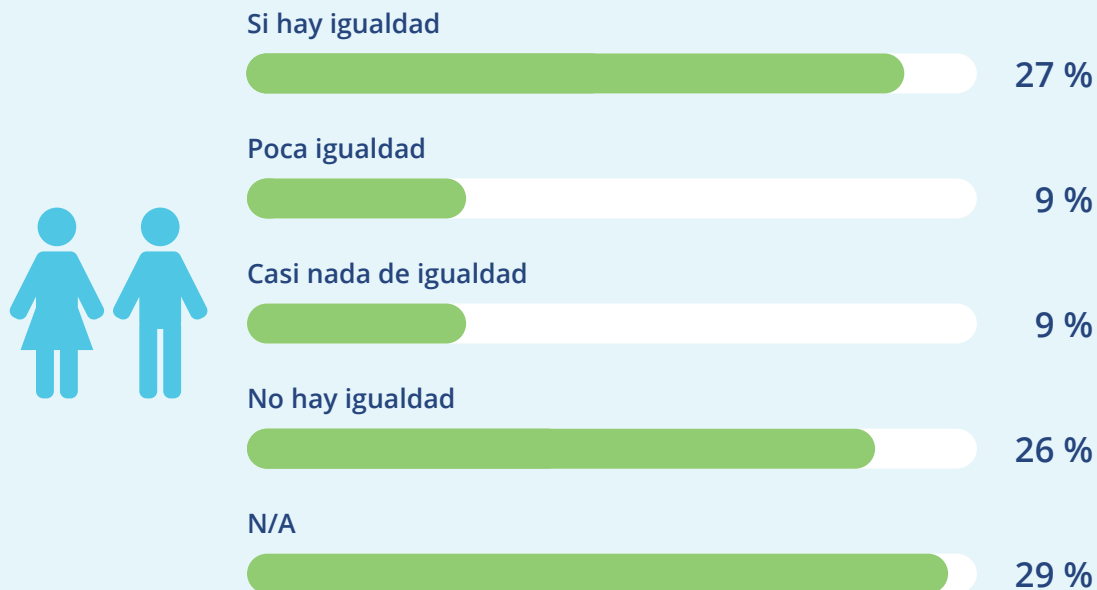 Si hay igualdad
27 %
Poca igualdad
9 %
Casi nada de igualdad
9 %
No hay igualdad
26 %
N/A
29 %